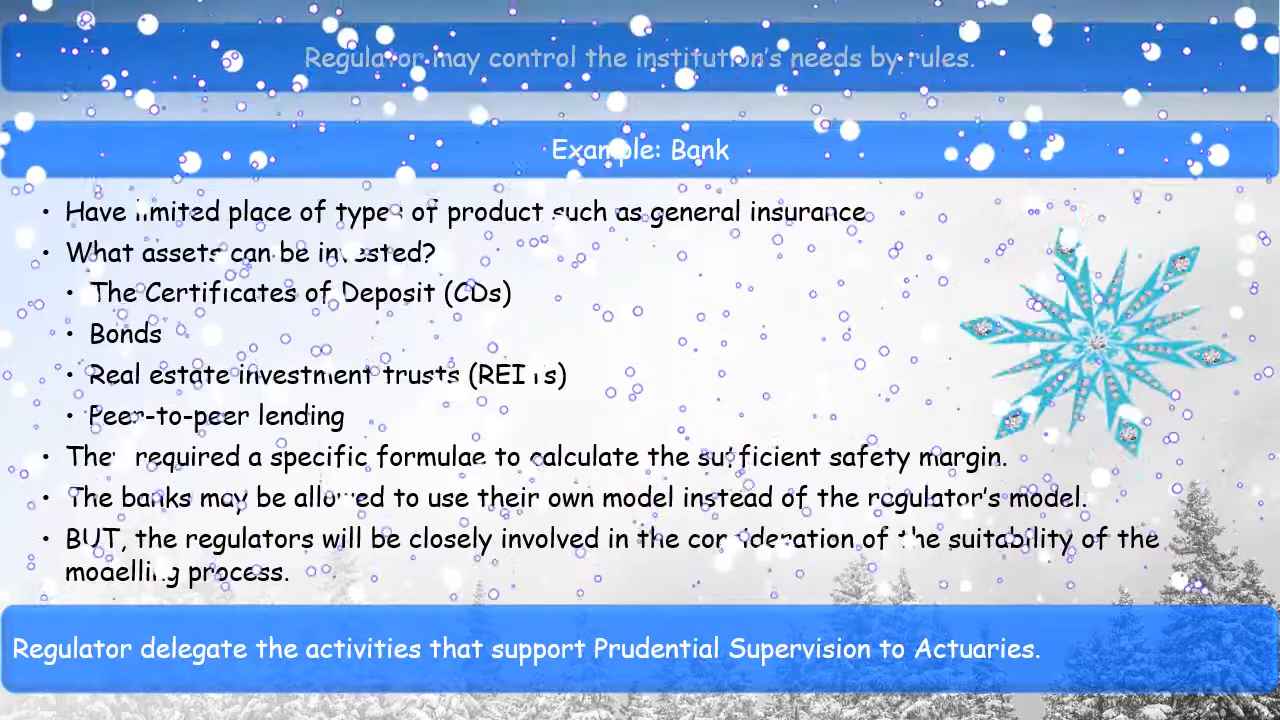 Regulator may control the institution's needs by rules.
Example: Bank
• Have limited place of types of product such as general insurance
• What assets can be invested?
• The Certificates of Deposit (CDs)
• Bonds
• Real estate investment trusts (REITs)
• Peer-to-peer lending
• They required a specific formulae to calculate the sufficient safety margin.
• The banks may be allowed to use their own model instead of the regulator's model.
• BUT, the regulators will be closely involved in the consideration of the suitability of the
modelling process.
Regulator delegate the activities that support Prudential Supervision to Actuaries.